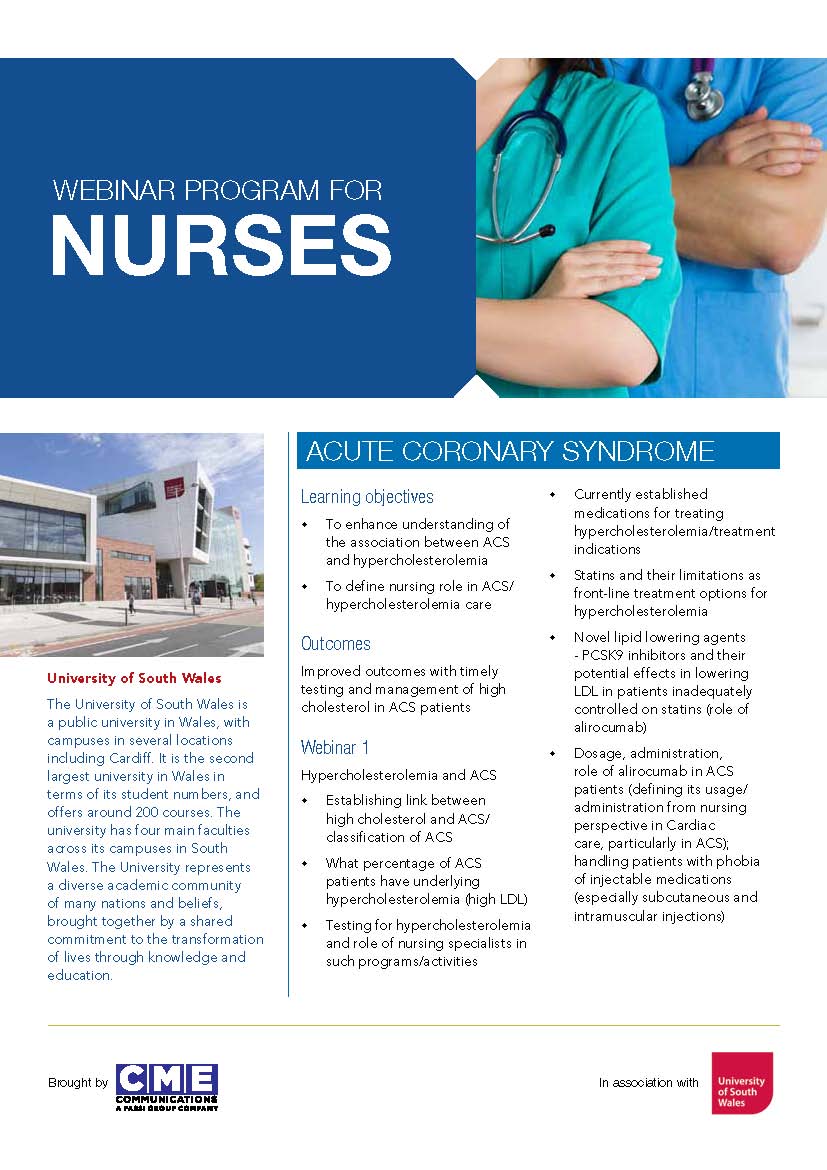 WEBINAR PROGRAM FOR
NURSES
University of South Wales
The University of South Wales is
a public university in Wales, with
campuses in several locations
including Cardiff. It is the second
largest university in Wales in
terms of its student numbers, and
offers around 200 courses. The
university has four main faculties
across its campuses in South
Wales. The University represents
a diverse academic community
of many nations and beliefs,
brought together by a shared
commitment to the transformation
of lives through knowledge and
education.
ACUTE CORONARY SYNDROME
Learning objectives
• To enhance understanding of
the association between ACS
and hypercholesterolemia
• To define nursing role in ACS/
hypercholesterolemia care
Outcomes
Improved outcomes with timely
testing and management of high
cholesterol in ACS patients
Webinar 1
Hypercholesterolemia and ACS
• Establishing link between
high cholesterol and ACS/
classification of ACS
• What percentage of ACS
patients have underlying
hypercholesterolemia (high LDL)
• Testing for hypercholesterolemia
and role of nursing specialists in
such programs/activities
• Currently established
medications for treating
hypercholesterolemia/treatment
indications
• Statins and their limitations as
front-line treatment options for
hypercholesterolemia
• Novel lipid lowering agents
- PCSK9 inhibitors and their
potential effects in lowering
LDL in patients inadequately
controlled on statins (role of
alirocumab)
• Dosage, administration,
role of alirocumab in ACS
patients (defining its usage/
administration from nursing
perspective in Cardiac
care, particularly in ACS);
handling patients with phobia
of injectable medications
(especially subcutaneous and
intramuscular injections)
Brought by
CME
COMMUNICATIONS
A PARSI GROUP COMPANY
In association with
University
of South
Wales